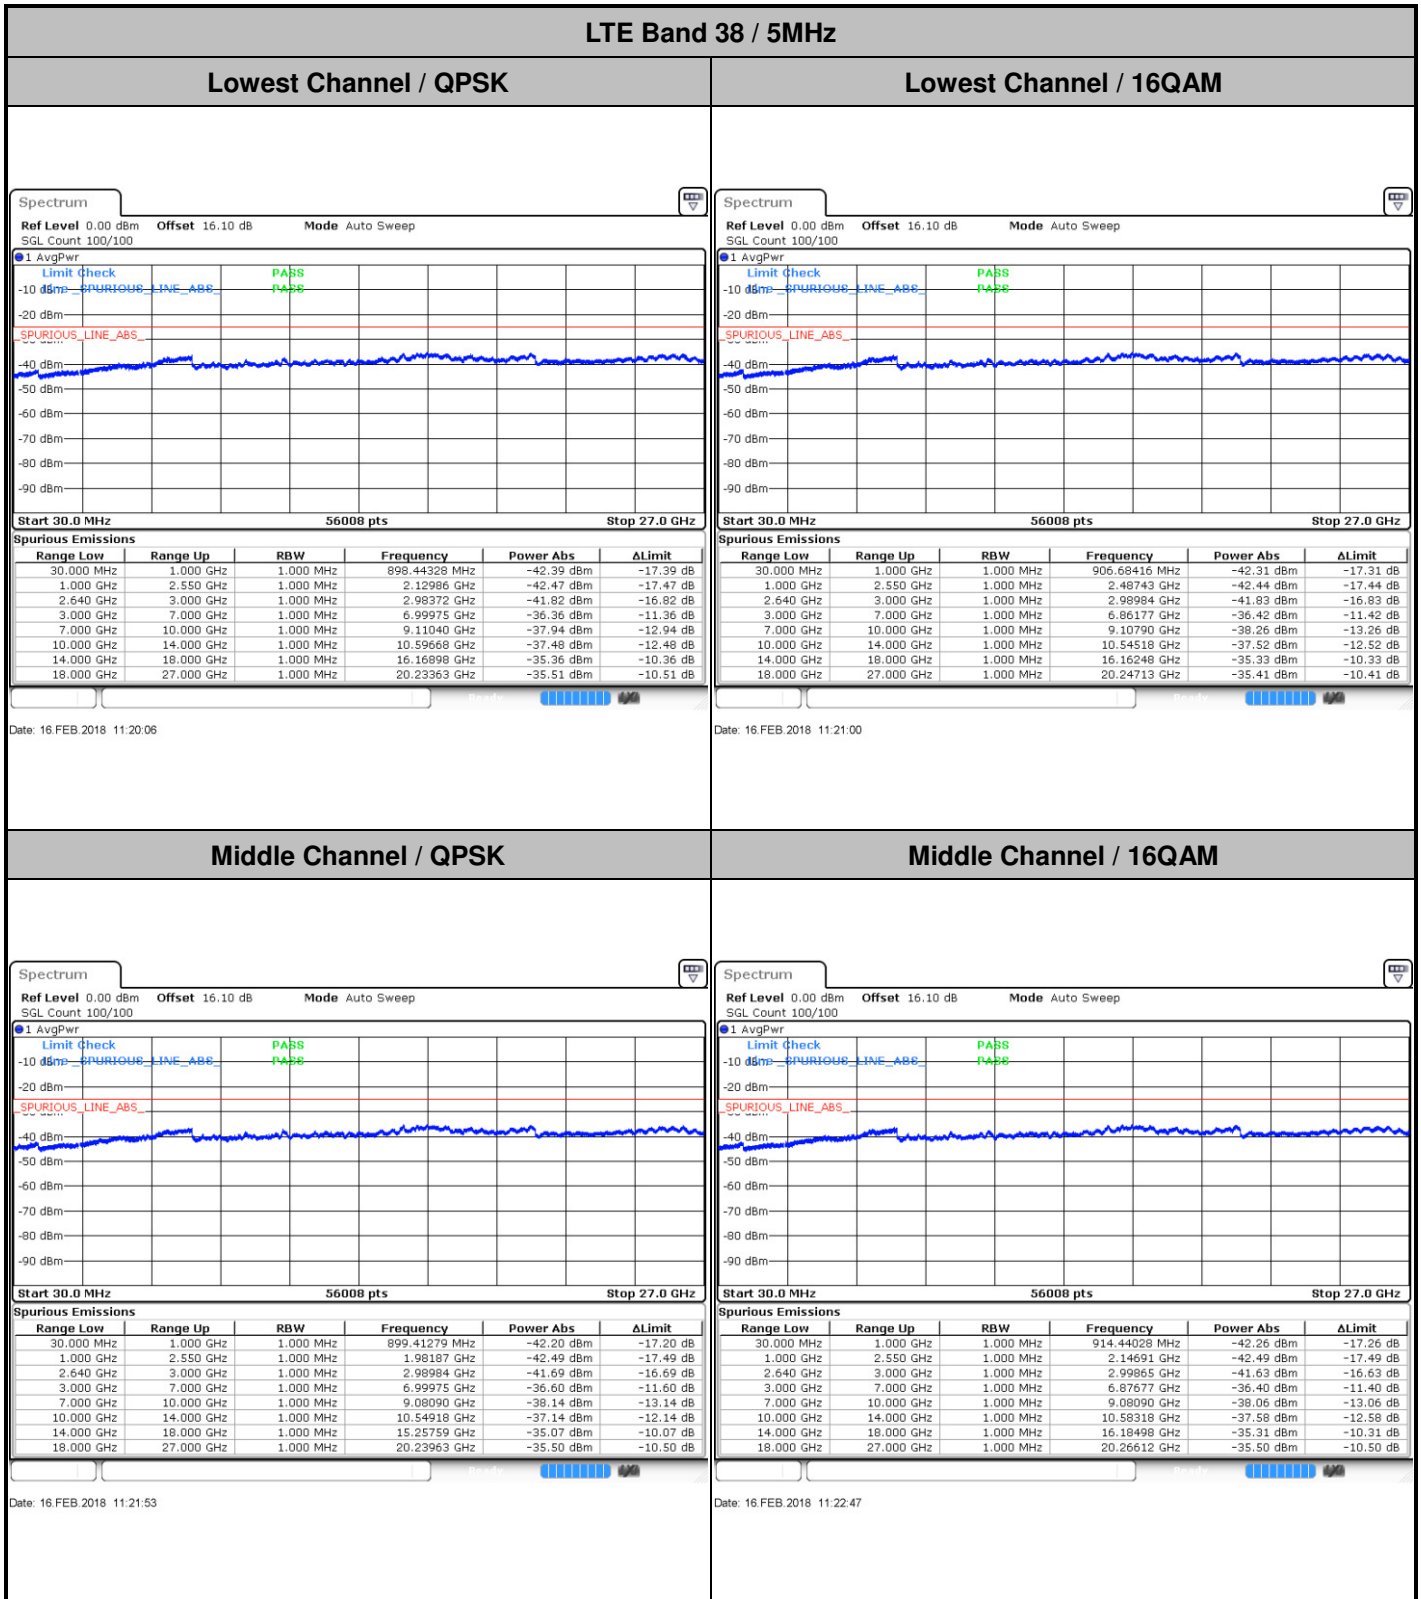 LTE Band 38 / 5MHz
Lowest Channel / QPSK
Lowest Channel / 16QAM
Spectrum
Ref Level 0.00 dBm Offset 16.10 dB Mode Auto Sweep
SGL Count 100/100
1 AvgPwr
Limit Check PASS
-10 dBm Line _SPURIOUS_LINE_ABS_ PASS
-20 dBm
_SPURIOUS_LINE_ABS_
-40 dBm
-50 dBm
-60 dBm
-70 dBm
-80 dBm
-90 dBm
Start 30.0 MHz 56008 pts Stop 27.0 GHz
Spurious Emissions
Range Low Range Up RBW Frequency Power Abs ΔLimit
30.000 MHz 1.000 GHz 1.000 MHz 898.44328 MHz -42.39 dBm -17.39 dB
1.000 GHz 2.550 GHz 1.000 MHz 2.12986 GHz -42.47 dBm -17.47 dB
2.640 GHz 3.000 GHz 1.000 MHz 2.98372 GHz -41.82 dBm -16.82 dB
3.000 GHz 7.000 GHz 1.000 MHz 6.99975 GHz -36.36 dBm -11.36 dB
7.000 GHz 10.000 GHz 1.000 MHz 9.11040 GHz -37.94 dBm -12.94 dB
10.000 GHz 14.000 GHz 1.000 MHz 10.59668 GHz -37.48 dBm -12.48 dB
14.000 GHz 18.000 GHz 1.000 MHz 16.16898 GHz -35.36 dBm -10.36 dB
18.000 GHz 27.000 GHz 1.000 MHz 20.23363 GHz -35.51 dBm -10.51 dB
Date: 16.FEB.2018 11:20:06
Spectrum
Ref Level 0.00 dBm Offset 16.10 dB Mode Auto Sweep
SGL Count 100/100
1 AvgPwr
Limit Check PASS
-10 dBm Line _SPURIOUS_LINE_ABS_ PASS
-20 dBm
_SPURIOUS_LINE_ABS_
-40 dBm
-50 dBm
-60 dBm
-70 dBm
-80 dBm
-90 dBm
Start 30.0 MHz 56008 pts Stop 27.0 GHz
Spurious Emissions
Range Low Range Up RBW Frequency Power Abs ΔLimit
30.000 MHz 1.000 GHz 1.000 MHz 906.68416 MHz -42.31 dBm -17.31 dB
1.000 GHz 2.550 GHz 1.000 MHz 2.48743 GHz -42.44 dBm -17.44 dB
2.640 GHz 3.000 GHz 1.000 MHz 2.98984 GHz -41.83 dBm -16.83 dB
3.000 GHz 7.000 GHz 1.000 MHz 6.86177 GHz -36.42 dBm -11.42 dB
7.000 GHz 10.000 GHz 1.000 MHz 9.10790 GHz -38.26 dBm -13.26 dB
10.000 GHz 14.000 GHz 1.000 MHz 10.54518 GHz -37.52 dBm -12.52 dB
14.000 GHz 18.000 GHz 1.000 MHz 16.16248 GHz -35.33 dBm -10.33 dB
18.000 GHz 27.000 GHz 1.000 MHz 20.24713 GHz -35.41 dBm -10.41 dB
Date: 16.FEB.2018 11:21:00
Middle Channel / QPSK
Middle Channel / 16QAM
Spectrum
Ref Level 0.00 dBm Offset 16.10 dB Mode Auto Sweep
SGL Count 100/100
1 AvgPwr
Limit Check PASS
-10 dBm Line _SPURIOUS_LINE_ABS_ PASS
-20 dBm
_SPURIOUS_LINE_ABS_
-40 dBm
-50 dBm
-60 dBm
-70 dBm
-80 dBm
-90 dBm
Start 30.0 MHz 56008 pts Stop 27.0 GHz
Spurious Emissions
Range Low Range Up RBW Frequency Power Abs ΔLimit
30.000 MHz 1.000 GHz 1.000 MHz 899.41279 MHz -42.20 dBm -17.20 dB
1.000 GHz 2.550 GHz 1.000 MHz 1.98187 GHz -42.49 dBm -17.49 dB
2.640 GHz 3.000 GHz 1.000 MHz 2.98984 GHz -41.69 dBm -16.69 dB
3.000 GHz 7.000 GHz 1.000 MHz 6.99975 GHz -36.60 dBm -11.60 dB
7.000 GHz 10.000 GHz 1.000 MHz 9.08090 GHz -38.14 dBm -13.14 dB
10.000 GHz 14.000 GHz 1.000 MHz 10.54918 GHz -37.14 dBm -12.14 dB
14.000 GHz 18.000 GHz 1.000 MHz 15.25759 GHz -35.07 dBm -10.07 dB
18.000 GHz 27.000 GHz 1.000 MHz 20.23963 GHz -35.50 dBm -10.50 dB
Date: 16.FEB.2018 11:21:53
Spectrum
Ref Level 0.00 dBm Offset 16.10 dB Mode Auto Sweep
SGL Count 100/100
1 AvgPwr
Limit Check PASS
-10 dBm Line _SPURIOUS_LINE_ABS_ PASS
-20 dBm
_SPURIOUS_LINE_ABS_
-40 dBm
-50 dBm
-60 dBm
-70 dBm
-80 dBm
-90 dBm
Start 30.0 MHz 56008 pts Stop 27.0 GHz
Spurious Emissions
Range Low Range Up RBW Frequency Power Abs ΔLimit
30.000 MHz 1.000 GHz 1.000 MHz 914.44028 MHz -42.26 dBm -17.26 dB
1.000 GHz 2.550 GHz 1.000 MHz 2.14691 GHz -42.49 dBm -17.49 dB
2.640 GHz 3.000 GHz 1.000 MHz 2.99865 GHz -41.63 dBm -16.63 dB
3.000 GHz 7.000 GHz 1.000 MHz 6.87677 GHz -36.40 dBm -11.40 dB
7.000 GHz 10.000 GHz 1.000 MHz 9.08090 GHz -38.06 dBm -13.06 dB
10.000 GHz 14.000 GHz 1.000 MHz 10.58318 GHz -37.58 dBm -12.58 dB
14.000 GHz 18.000 GHz 1.000 MHz 16.18498 GHz -35.31 dBm -10.31 dB
18.000 GHz 27.000 GHz 1.000 MHz 20.26612 GHz -35.50 dBm -10.50 dB
Date: 16.FEB.2018 11:22:47